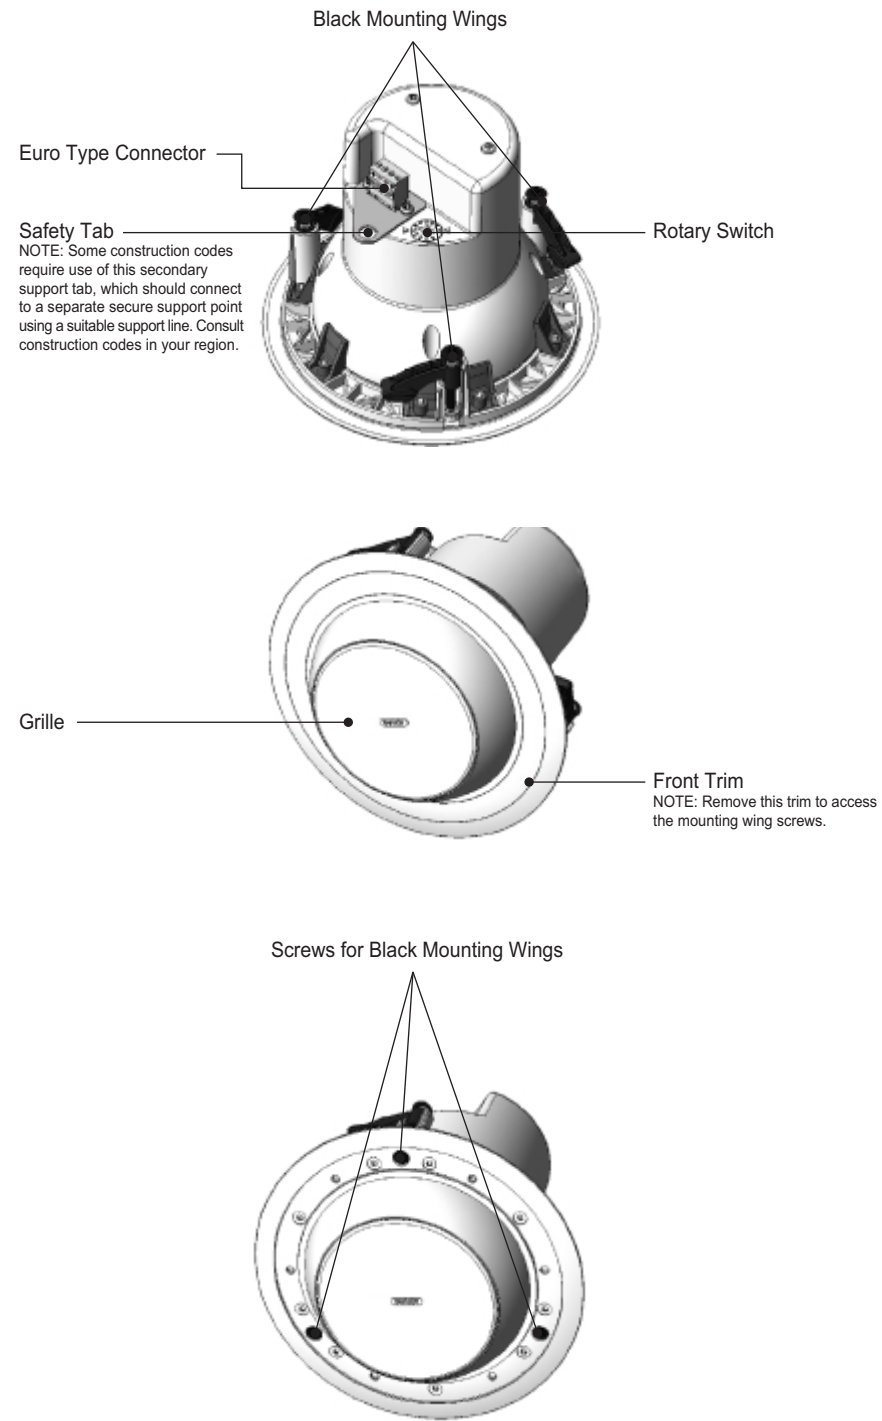 Black Mounting Wings
Euro Type Connector
Safety Tab
NOTE: Some construction codes
require use of this secondary
support tab, which should connect
to a separate secure support point
using a suitable support line. Consult
construction codes in your region.
Rotary Switch
Grille
Front Trim
NOTE: Remove this trim to access
the mounting wing screws.
Screws for Black Mounting Wings